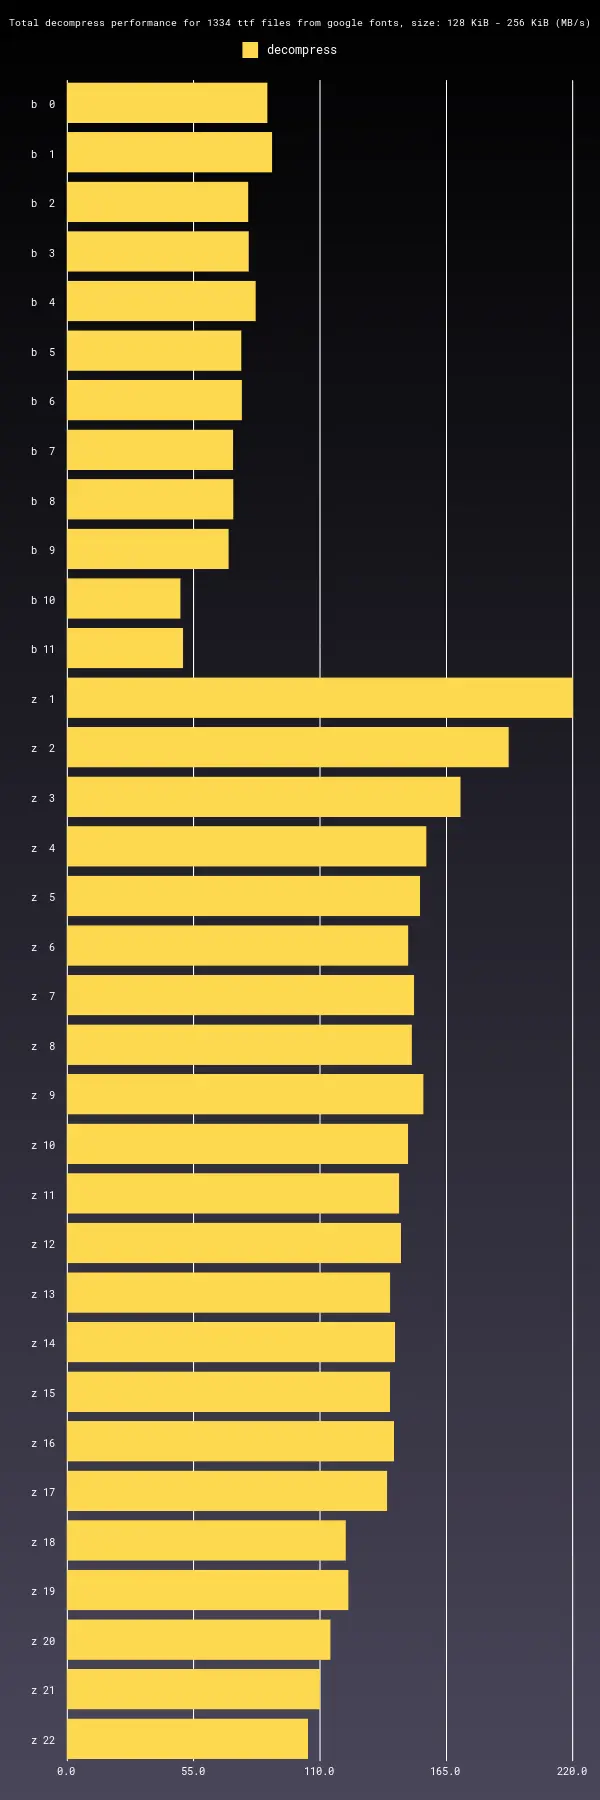 Total decompress performance for 1334 ttf files from google fonts, size: 128 KiB - 256 KiB (MB/s)
decompress
b 0
b 1
b 2
b 3
b 4
b 5
b 6
b 7
b 8
b 9
b 10
b 11
z 1
z 2
z 3
z 4
z 5
z 6
z 7
z 8
z 9
z 10
z 11
z 12
z 13
z 14
z 15
z 16
z 17
z 18
z 19
z 20
z 21
z 22
0.0 55.0 110.0 165.0 220.0